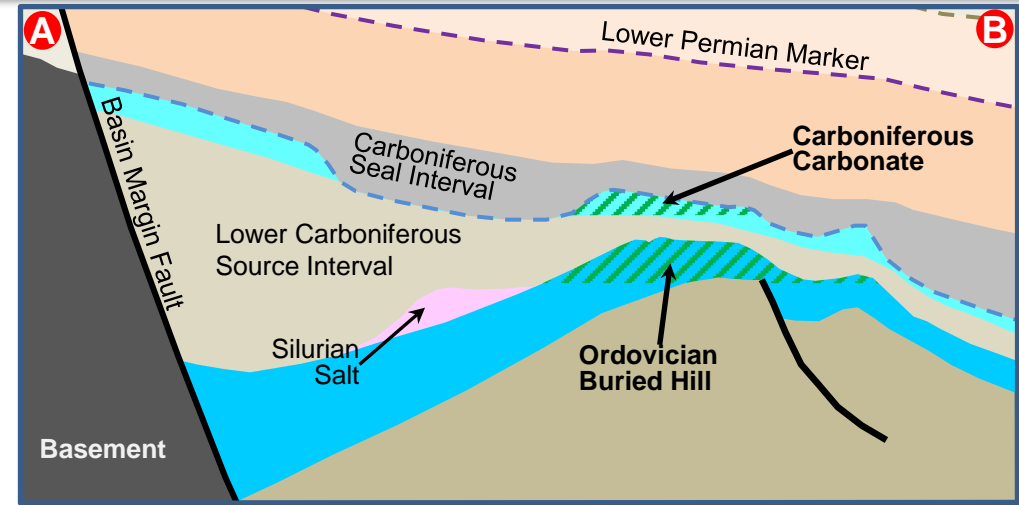 A
B
Lower Permian Marker
Carboniferous
Carbonate
Carboniferous
Seal Interval
Basin Margin Fault
Lower Carboniferous
Source Interval
Silurian
Salt
Ordovician
Buried Hill
Basement